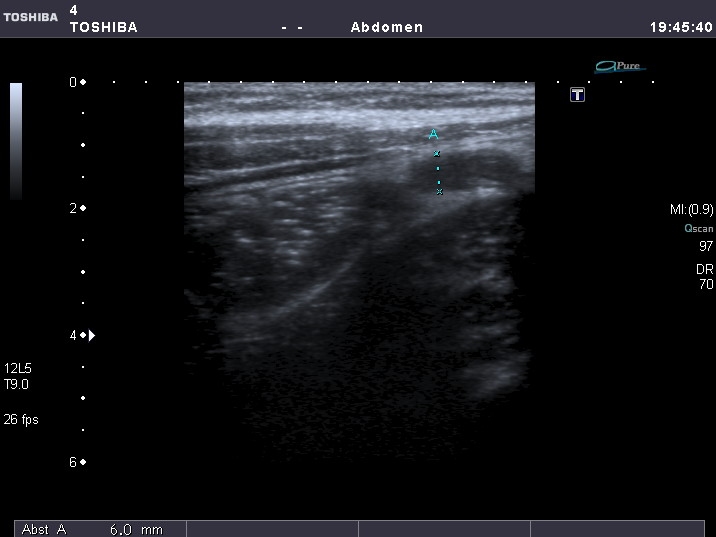 TOSHIBA
4
TOSHIBA - - Abdomen 19:45:40
APure
T
A
0
2
4
6
MI:(0.9)
Qscan
97
DR
70
12L5
T9.0
26 fps
Abst A 6.0 mm